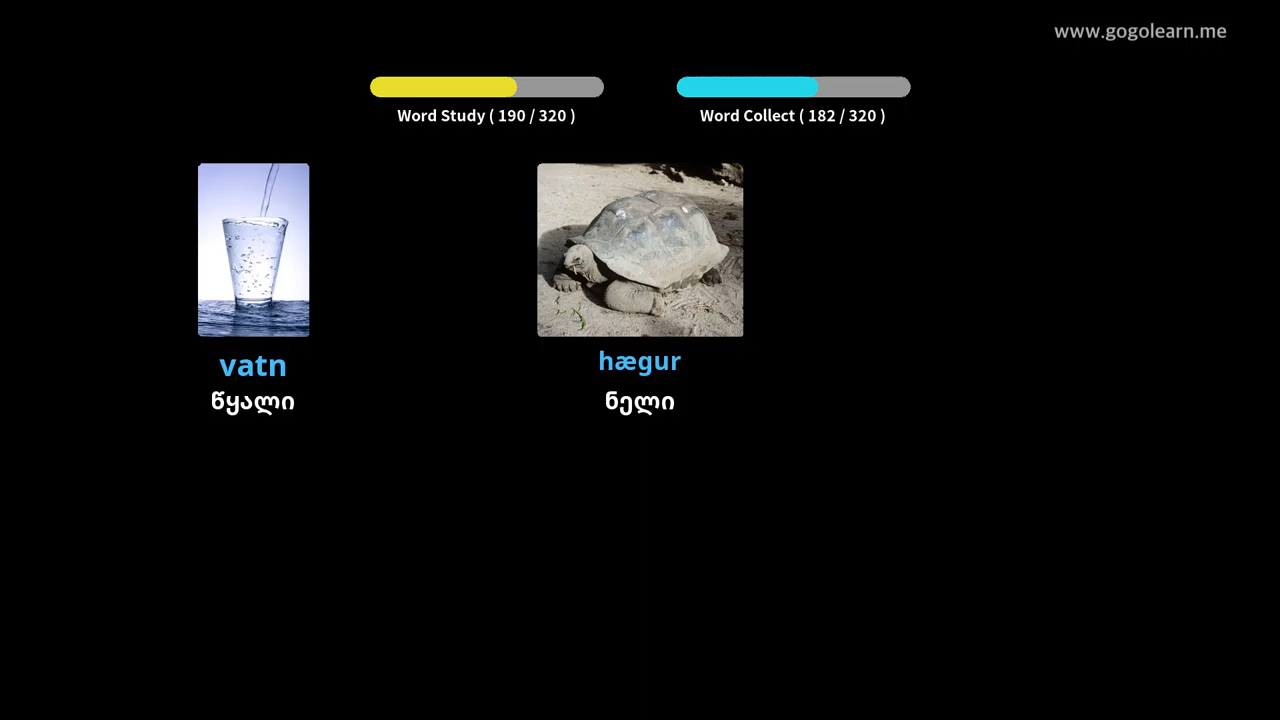 www.gogolearn.me
Word Study ( 190 / 320 )
Word Collect ( 182 / 320 )
vatn
წყალი
hægur
ნელი